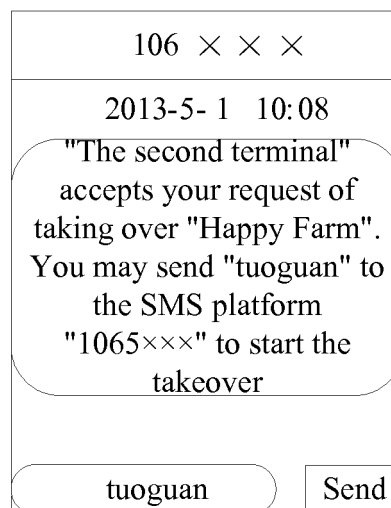 106 × × ×
2013-5- 1 10:08
"The second terminal"
accepts your request of
taking over "Happy Farm".
You may send "tuoguan" to
the SMS platform
"1065×××" to start the
takeover
tuoguan Send